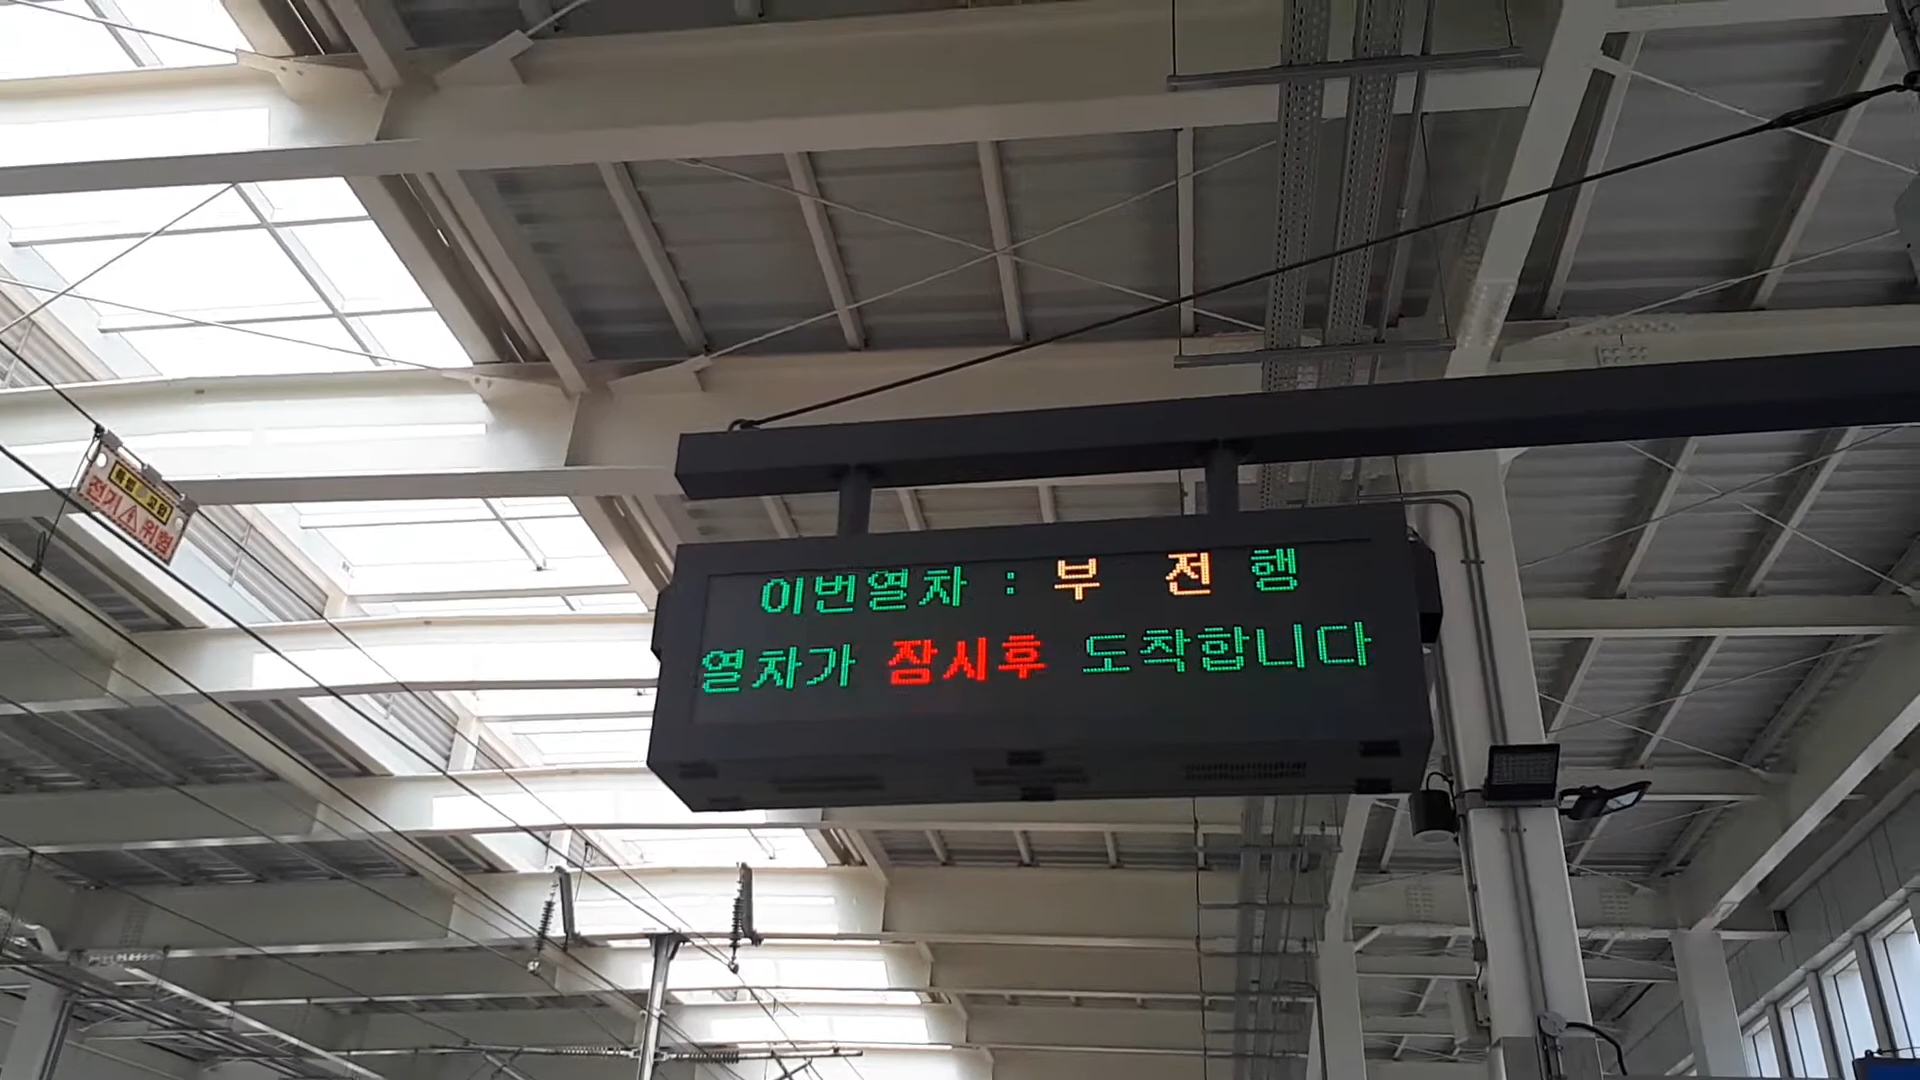 이번열차 : 부 전 행
열차가 잠시후 도착합니다
전기 위험